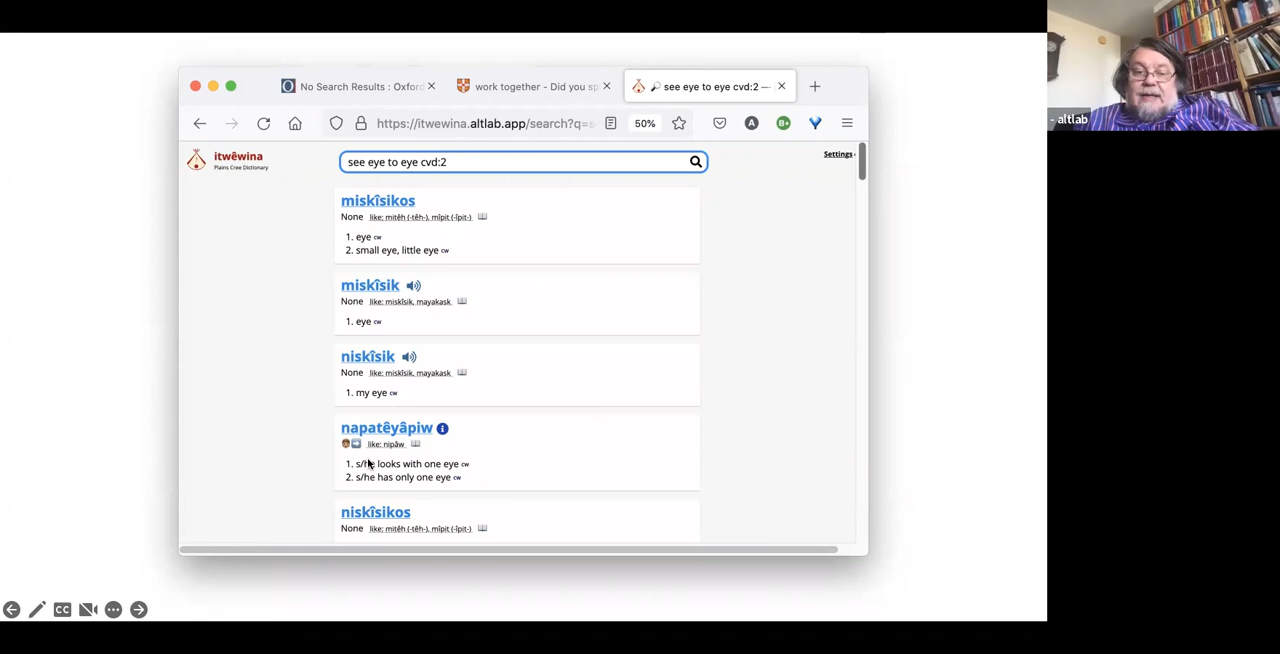 No Search Results : Oxford
work together - Did you sp
see eye to eye cvd:2 —
https://itwewina.altlab.app/search?q=s
50%
itwêwina
Plains Cree Dictionary
see eye to eye cvd:2
Settings
miskîsikos
None like: mitêh (-têh-), mîpit (-îpit-)
1. eye CW
2. small eye, little eye CW
miskîsik
None like: miskîsik, mayakask
1. eye CW
niskîsik
None like: miskîsik, mayakask
1. my eye CW
napatêyâpiw
like: nipâw
1. s/he looks with one eye CW
2. s/he has only one eye CW
niskîsikos
None like: mitêh (-têh-), mîpit (-îpit-)
- altlab
A
B+
CC